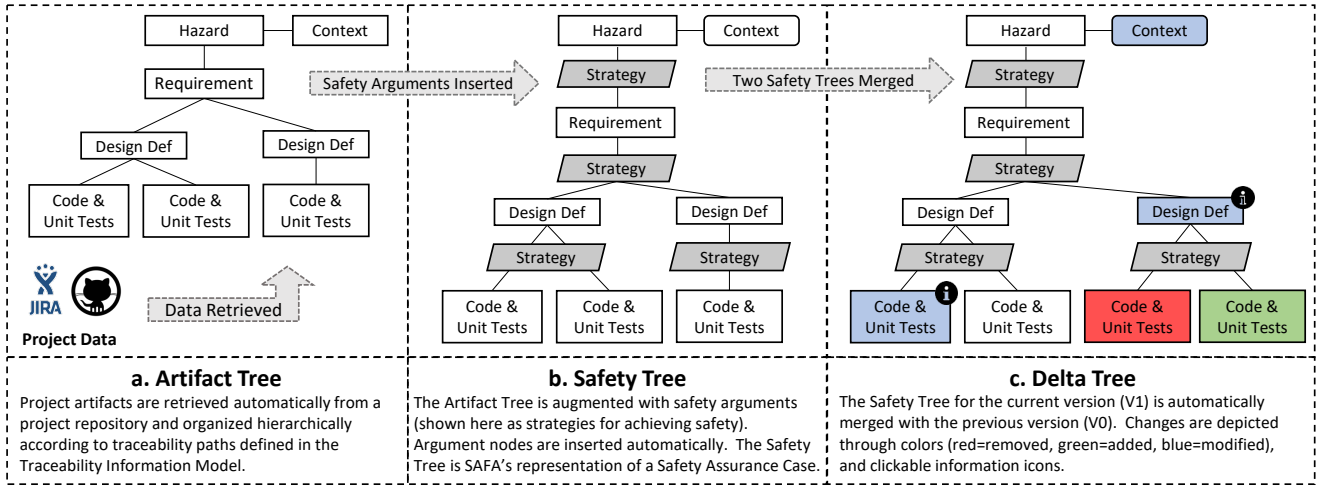 Hazard
Context
Requirement
Design Def
Design Def
Code &
Unit Tests
Code &
Unit Tests
Code &
Unit Tests
JIRA
Project Data
Data Retrieved
Safety Arguments Inserted
Hazard
Context
Strategy
Requirement
Strategy
Design Def
Design Def
Strategy
Strategy
Code &
Unit Tests
Code &
Unit Tests
Code &
Unit Tests
Two Safety Trees Merged
Hazard
Context
Strategy
Requirement
Strategy
Design Def
Design Def
i
Strategy
Strategy
Code &
Unit Tests
i
Code &
Unit Tests
Code &
Unit Tests
Code &
Unit Tests
a. Artifact Tree
Project artifacts are retrieved automatically from a
project repository and organized hierarchically
according to traceability paths defined in the
Traceability Information Model.
b. Safety Tree
The Artifact Tree is augmented with safety arguments
(shown here as strategies for achieving safety).
Argument nodes are inserted automatically. The Safety
Tree is SAFA's representation of a Safety Assurance Case.
c. Delta Tree
The Safety Tree for the current version (V1) is automatically
merged with the previous version (V0). Changes are depicted
through colors (red=removed, green=added, blue=modified),
and clickable information icons.